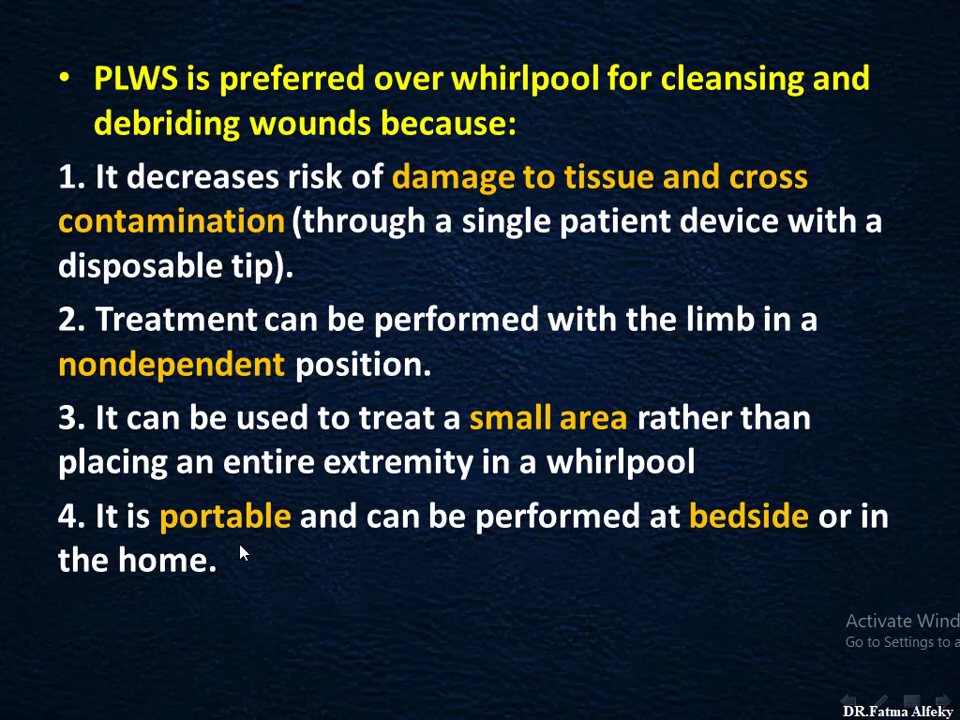 • PLWS is preferred over whirlpool for cleansing and
debriding wounds because:
1. It decreases risk of damage to tissue and cross
contamination (through a single patient device with a
disposable tip).
2. Treatment can be performed with the limb in a
nondependent position.
3. It can be used to treat a small area rather than
placing an entire extremity in a whirlpool
4. It is portable and can be performed at bedside or in
the home.
Activate Wind
Go to Settings to a
DR.Fatma Alfeky